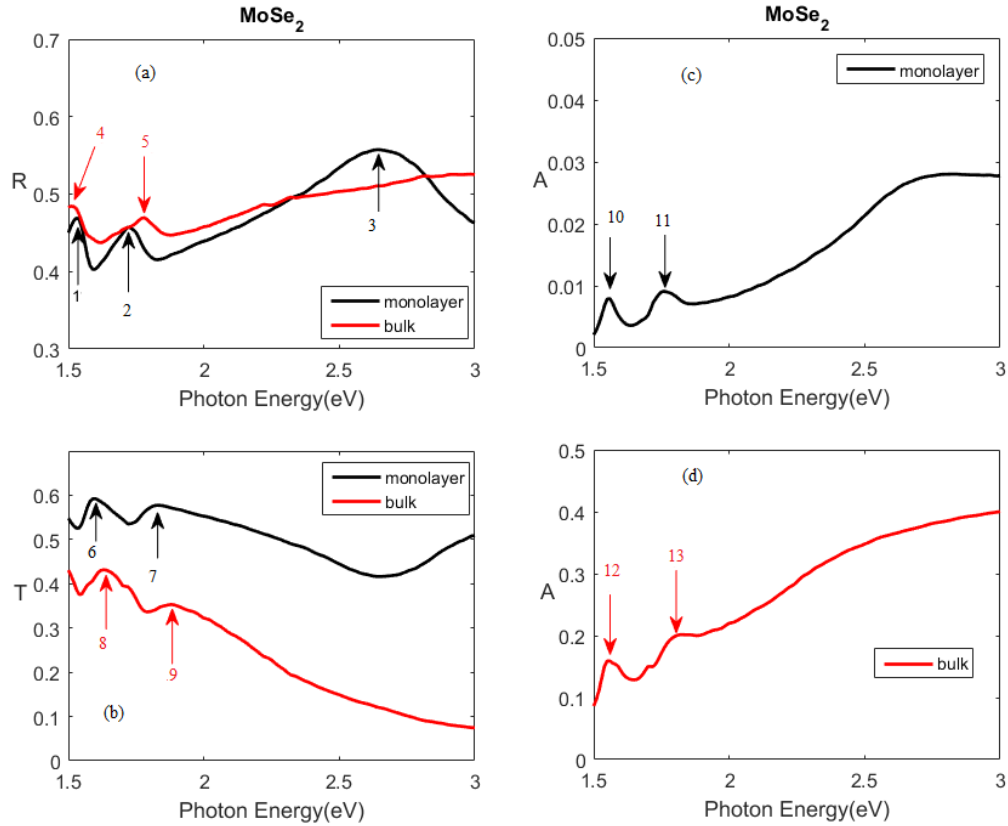 MoSe2
0.7
0.6
0.5
0.4
0.3
R
(a)
4
5
1
2
3
monolayer
bulk
1.5
2
2.5
3
Photon Energy(eV)
MoSe2
0.05
0.04
0.03
0.02
0.01
0
A
(c)
monolayer
10
11
1.5
2
2.5
3
Photon Energy(eV)
0.6
0.5
0.4
0.3
0.2
0.1
0
T
monolayer
bulk
6
7
8
.9
(b)
1.5
2
2.5
3
Photon Energy(eV)
0.5
0.4
0.3
0.2
0.1
0
A
(d)
12
13
bulk
1.5
2
2.5
3
Photon Energy(eV)